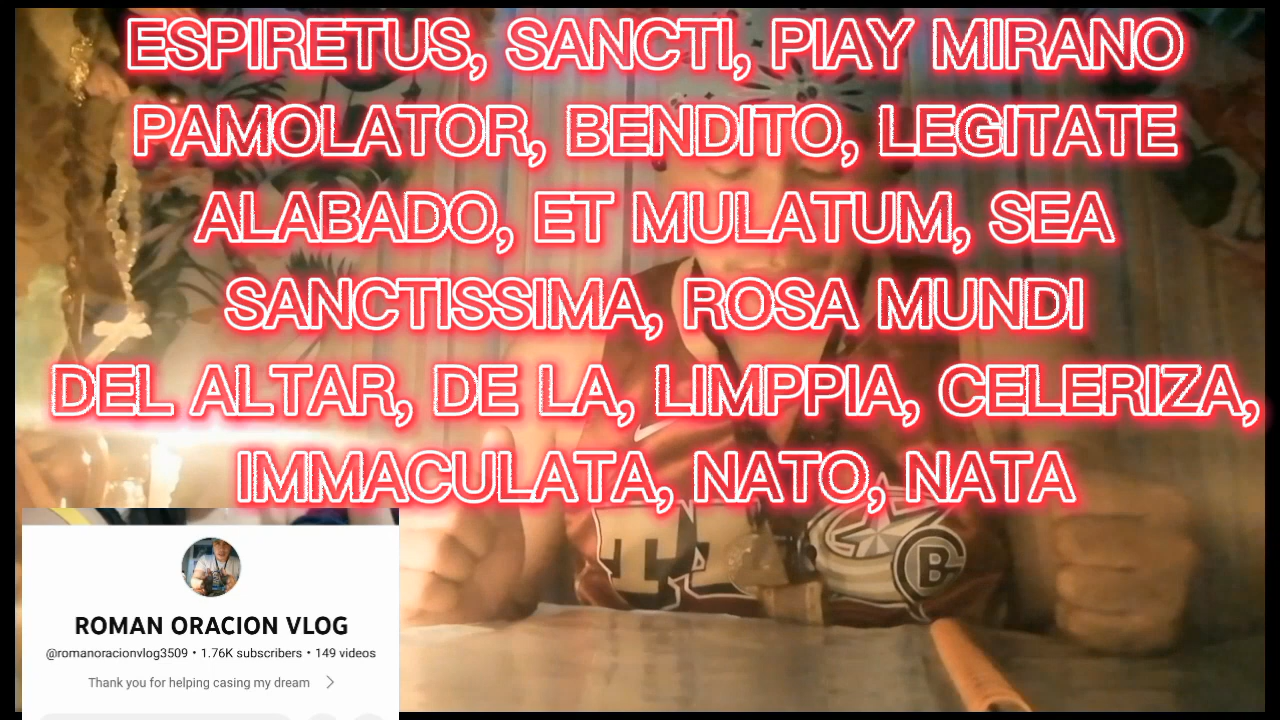 ESPIRETUS, SANCTI, PIAY MIRANO
PAMOLATOR, BENDITO, LEGITATE
ALABADO, ET MULATUM, SEA
SANCTISSIMA, ROSA MUNDI
DEL ALTAR, DE LA, LIMPPIA, CELERIZA,
IMMACULATA, NATO, NATA
B
ROMAN ORACION VLOG
@romanoracionvlog3509 • 1.76K subscribers • 149 videos
Thank you for helping casing my dream